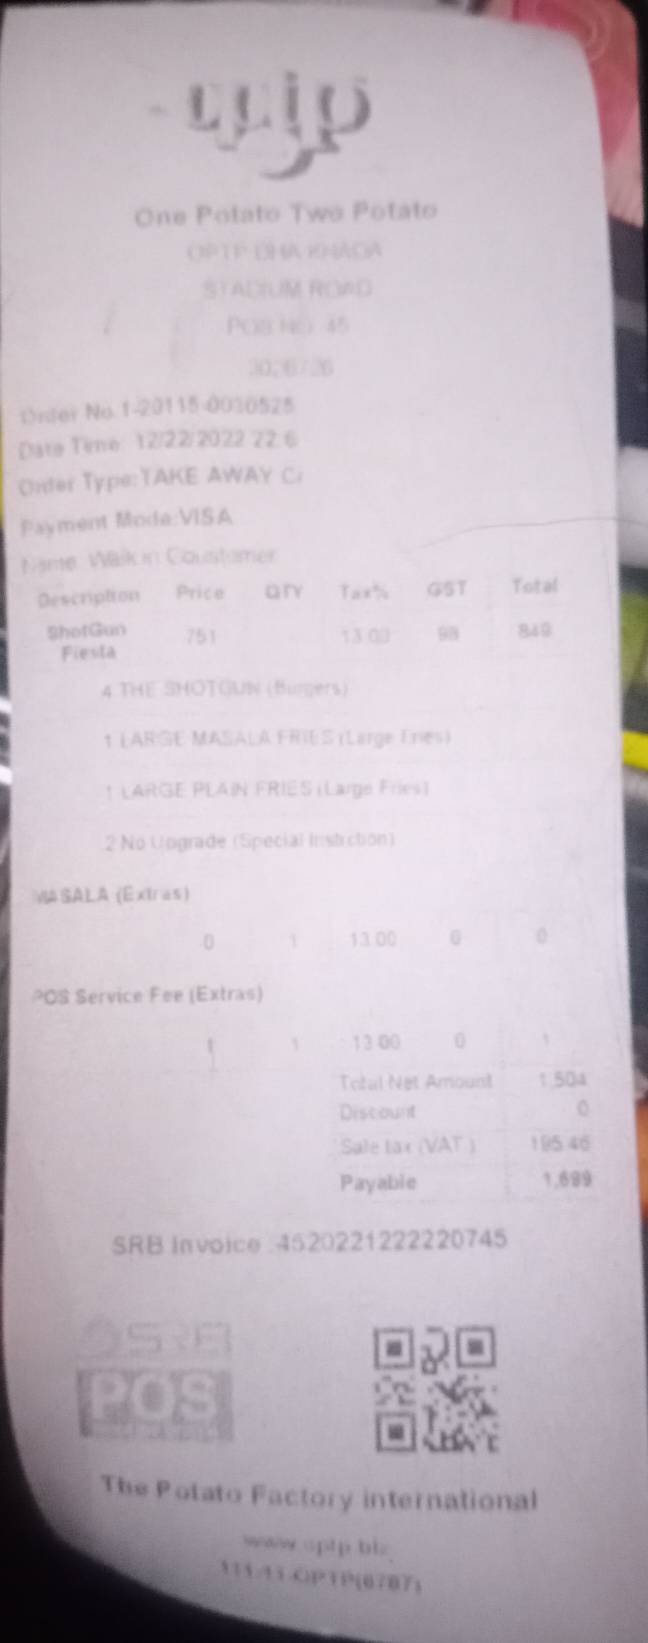 optp
One Potato Two Potato
OPTP DHA KHADA
STADIUM ROAD
POS NO 45
Order No.1-20115-0030525
Date Time: 12/22/2022 22:6
Order Type:TAKE AWAY
Payment Mode:VISA
Name: Walk in Coustomer
Description Price QTY Tax% GST Total
ShotGun 751 13.00 98 849
Fiesta
4 THE SHOTGUN (Burgers)
1 LARGE MASALA FRIES (Large Fries)
1 LARGE PLAIN FRIES (Large Fries)
2 No Upgrade (Special Instrction)
MASALA (Extras)
0 1 13.00 0 0
POS Service Fee (Extras)
1 1 13.00 0 1
Total Net Amount 1,504
Discount 0
Sale tax (VAT ) 195.46
Payable 1,699
SRB Invoice :4520221222220745
SRB
POS
The Potato Factory international
www.optp.biz
111-11-OPTP(6787)